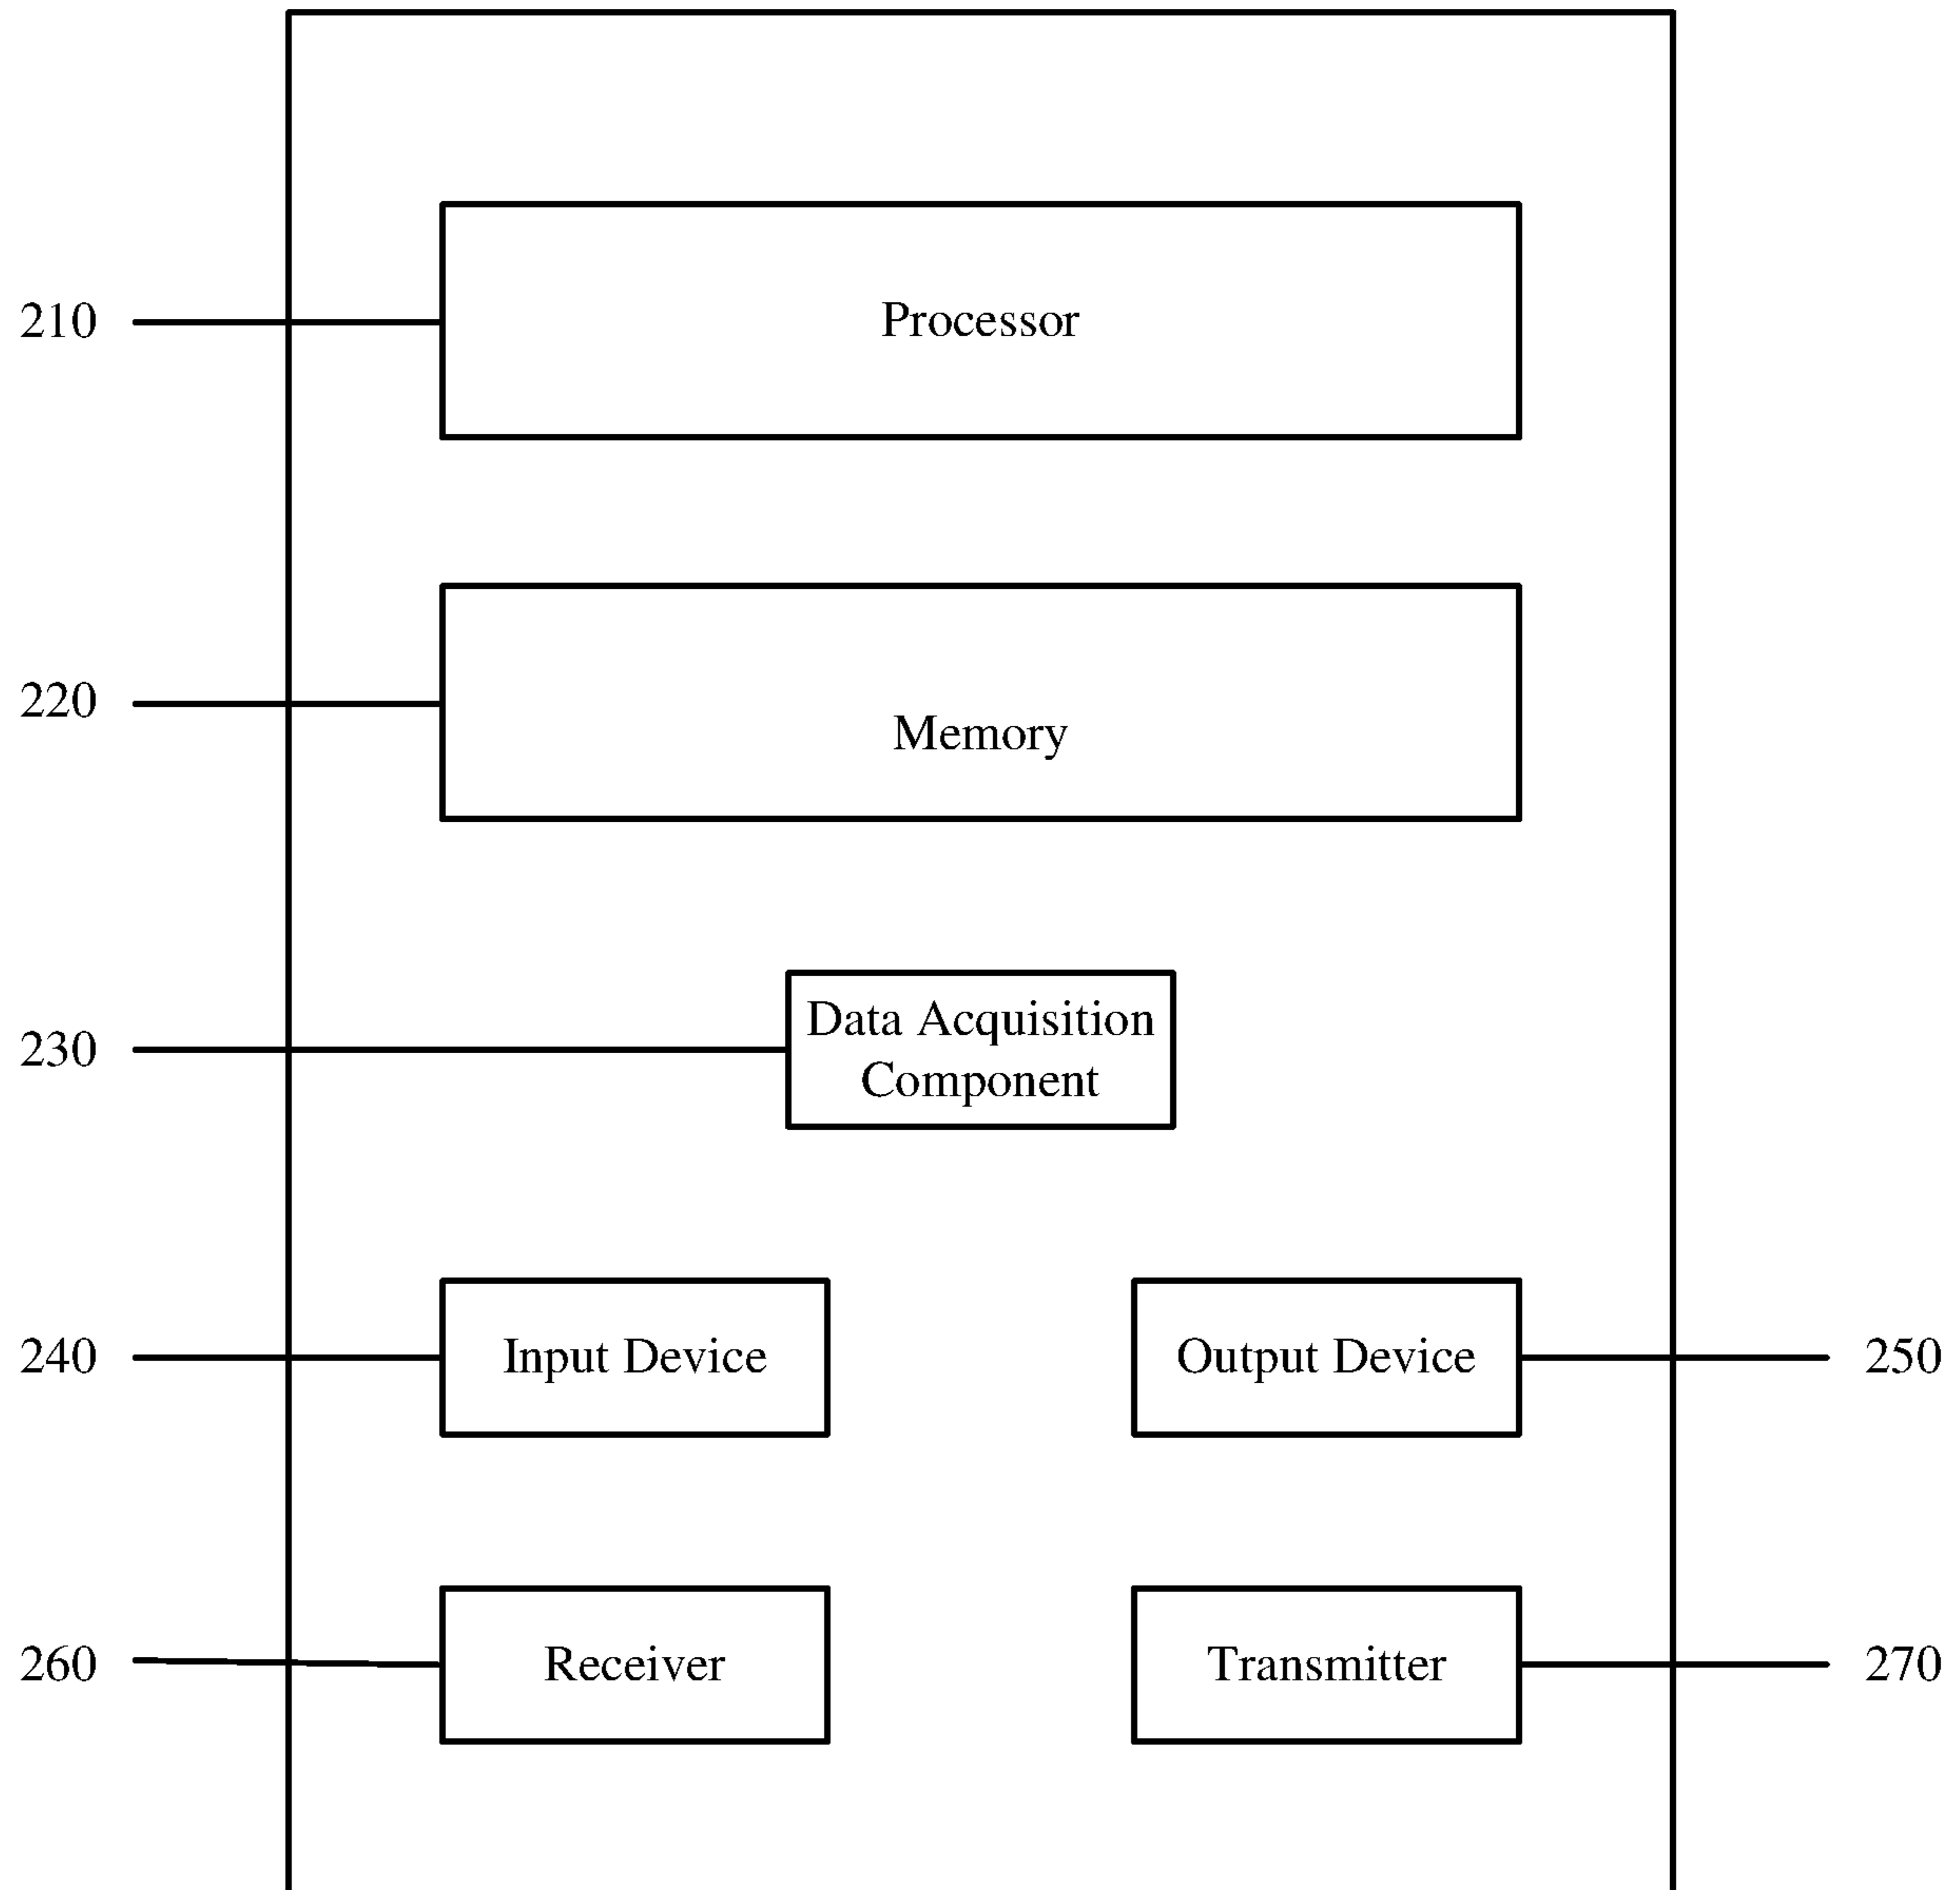 210
Processor
220
Memory
230
Data Acquisition
Component
240
Input Device
Output Device
250
260
Receiver
Transmitter
270